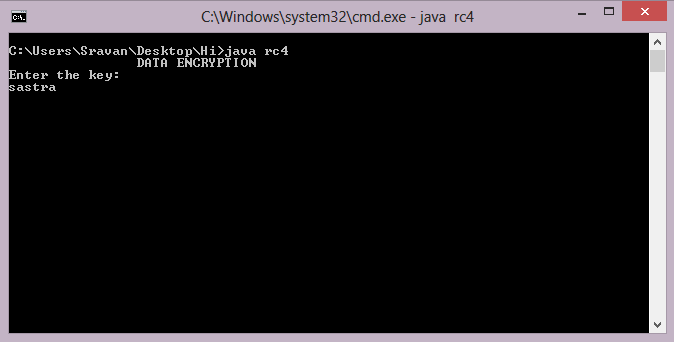 C:\Windows\system32\cmd.exe - java  rc4
C:\Users\Sravan\Desktop\Hi>java rc4
DATA ENCRYPTION
Enter the key:
sastra